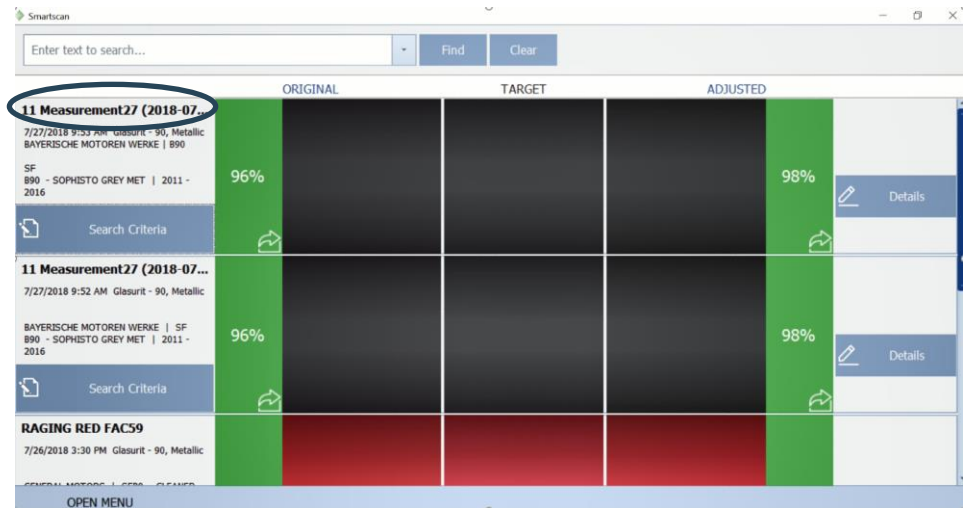 Smartscan
Enter text to search...
Find
Clear
ORIGINAL TARGET ADJUSTED
11 Measurement27 (2018-07...
7/27/2018 9:53 AM Glasurit - 90, Metallic
BAYERISCHE MOTOREN WERKE | B90
SF
B90 - SOPHISTO GREY MET | 2011 -
2016
Search Criteria
96%
98%
Details
11 Measurement27 (2018-07...
7/27/2018 9:52 AM Glasurit - 90, Metallic
BAYERISCHE MOTOREN WERKE | SF
B90 - SOPHISTO GREY MET | 2011 -
2016
Search Criteria
96%
98%
Details
RAGING RED FAC59
7/26/2018 3:30 PM Glasurit - 90, Metallic
GENERAL MOTORS
OPEN MENU